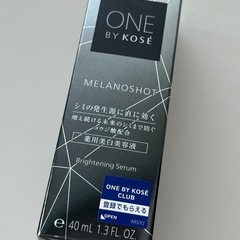 ONE
BY KOSÉ
MELANOSHOT
シミの発生源に直に効く
増え続ける未来のシミまで防ぐ
コウジ酸配合
薬用美白美容液
Brightening Serum
ONE BY KOSÉ
CLUB
登録でもらえる
OPEN
40 mL 1.3 FL.OZ.